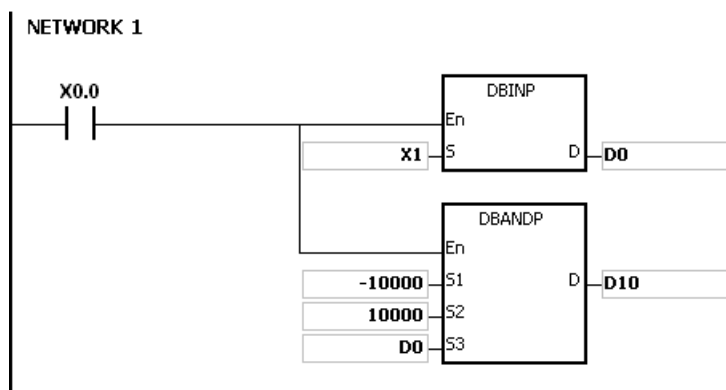 NETWORK 1
X0.0
DBINP
En
X1 S D D0
DBANDP
En
-10000 S1 D D10
10000 S2
D0 S3